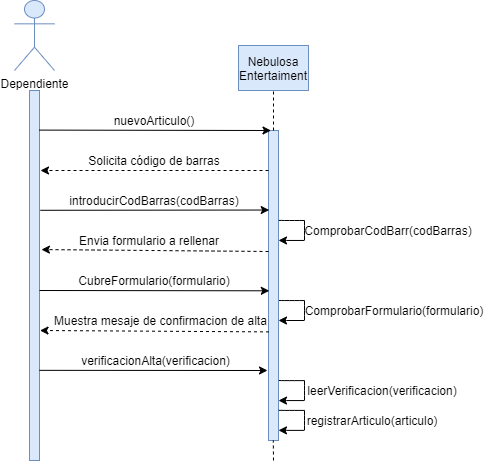 Dependiente
Nebulosa
Entertaiment
nuevoArticulo()
Solicita código de barras
introducirCodBarras(codBarras)
ComprobarCodBarr(codBarras)
Envia formulario a rellenar
CubreFormulario(formulario)
ComprobarFormulario(formulario)
Muestra mesaje de confirmacion de alta
verificacionAlta(verificacion)
leerVerificacion(verificacion)
registrarArticulo(articulo)